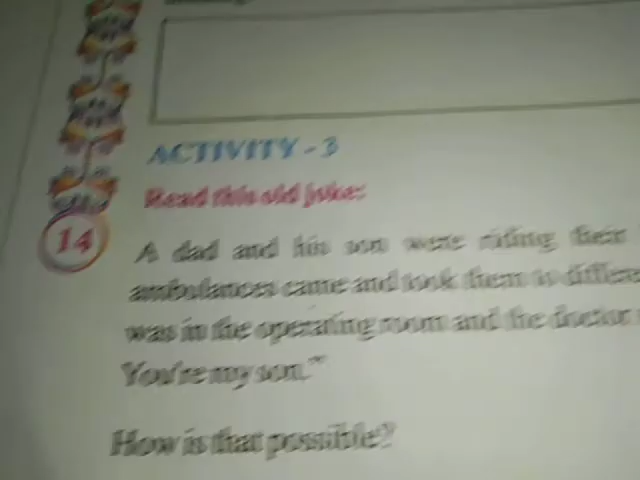 ACTIVITY - 3
Read this old joke:
14
A dad and his son were riding their
ambulances came and took them to differe
was in the operating room and the doctor
You're my son."
How is that possible?